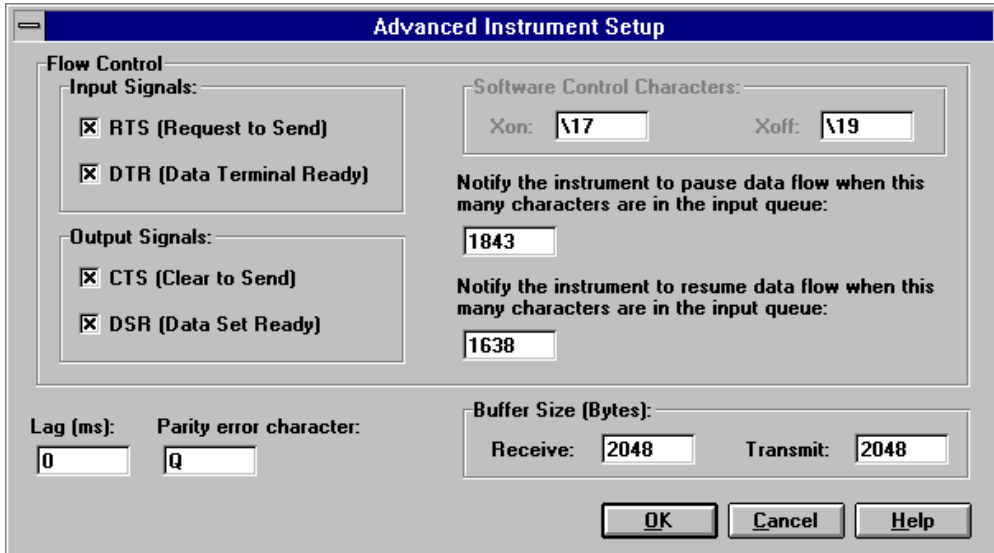 Advanced Instrument Setup
Flow Control
Input Signals:
RTS (Request to Send)
DTR (Data Terminal Ready)
Output Signals:
CTS (Clear to Send)
DSR (Data Set Ready)
Software Control Characters:
Xon: \17 Xoff: \19
Notify the instrument to pause data flow when this
many characters are in the input queue:
1843
Notify the instrument to resume data flow when this
many characters are in the input queue:
1638
Lag (ms): Parity error character:
0 Q
Buffer Size (Bytes):
Receive: 2048 Transmit: 2048
OK Cancel Help